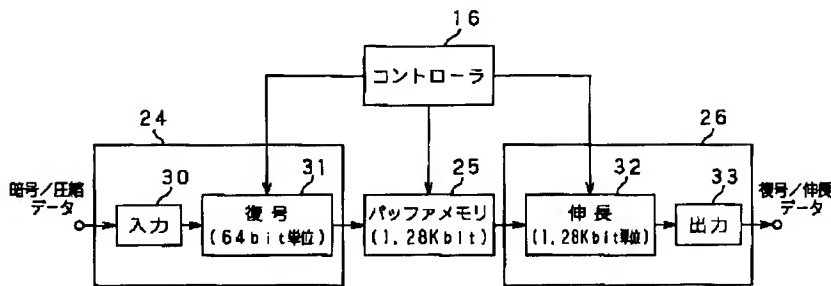 16
コントローラ
24
26
30
31
25
32
33
暗号/圧縮
データ
入力
復号
(64bit単位)
バッファメモリ
(1,28Kbit)
伸長
(1,28Kbit単位)
出力
復号/伸長
データ